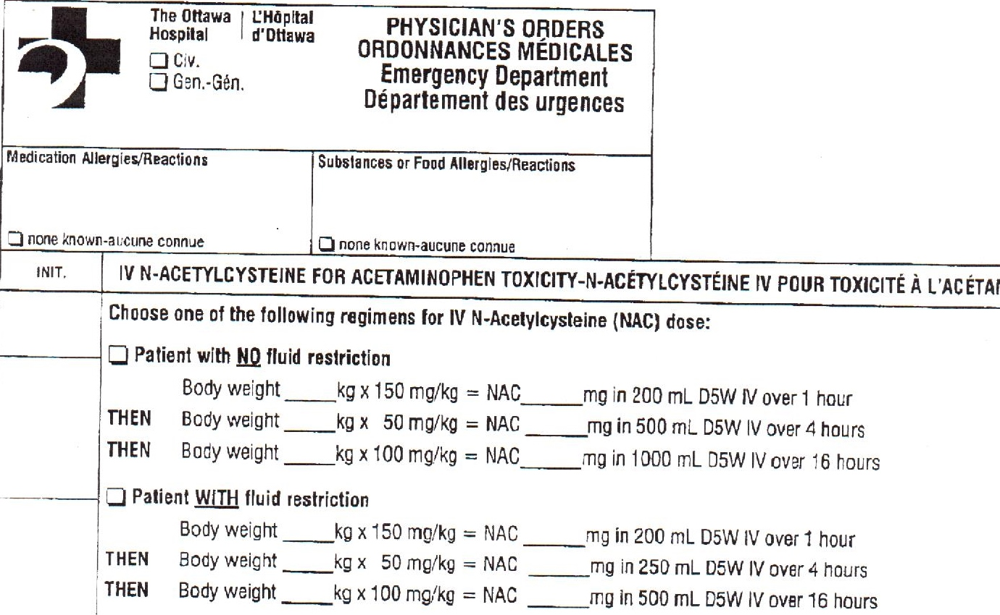 The Ottawa Hospital | L'Hôpital d'Ottawa
Civ.
Gen.-Gén.
PHYSICIAN'S ORDERS
ORDONNANCES MÉDICALES
Emergency Department
Département des urgences
Medication Allergies/Reactions
none known-aucune connue
Substances or Food Allergies/Reactions
none known-aucune connue
INIT.
IV N-ACETYLCYSTEINE FOR ACETAMINOPHEN TOXICITY-N-ACÉTYLCYSTÉINE IV POUR TOXICITÉ À L'ACÉTA
Choose one of the following regimens for IV N-Acetylcysteine (NAC) dose:
Patient with NO fluid restriction
Body weight _____kg x 150 mg/kg = NAC______mg in 200 mL D5W IV over 1 hour
THEN Body weight _____kg x 50 mg/kg = NAC ______mg in 500 mL D5W IV over 4 hours
THEN Body weight _____kg x 100 mg/kg = NAC______mg in 1000 mL D5W IV over 16 hours
Patient WITH fluid restriction
Body weight _____kg x 150 mg/kg = NAC ______mg in 200 mL D5W IV over 1 hour
THEN Body weight _____kg x 50 mg/kg = NAC ______mg in 250 mL D5W IV over 4 hours
THEN Body weight _____kg x 100 mg/kg = NAC ______mg in 500 mL D5W IV over 16 hours